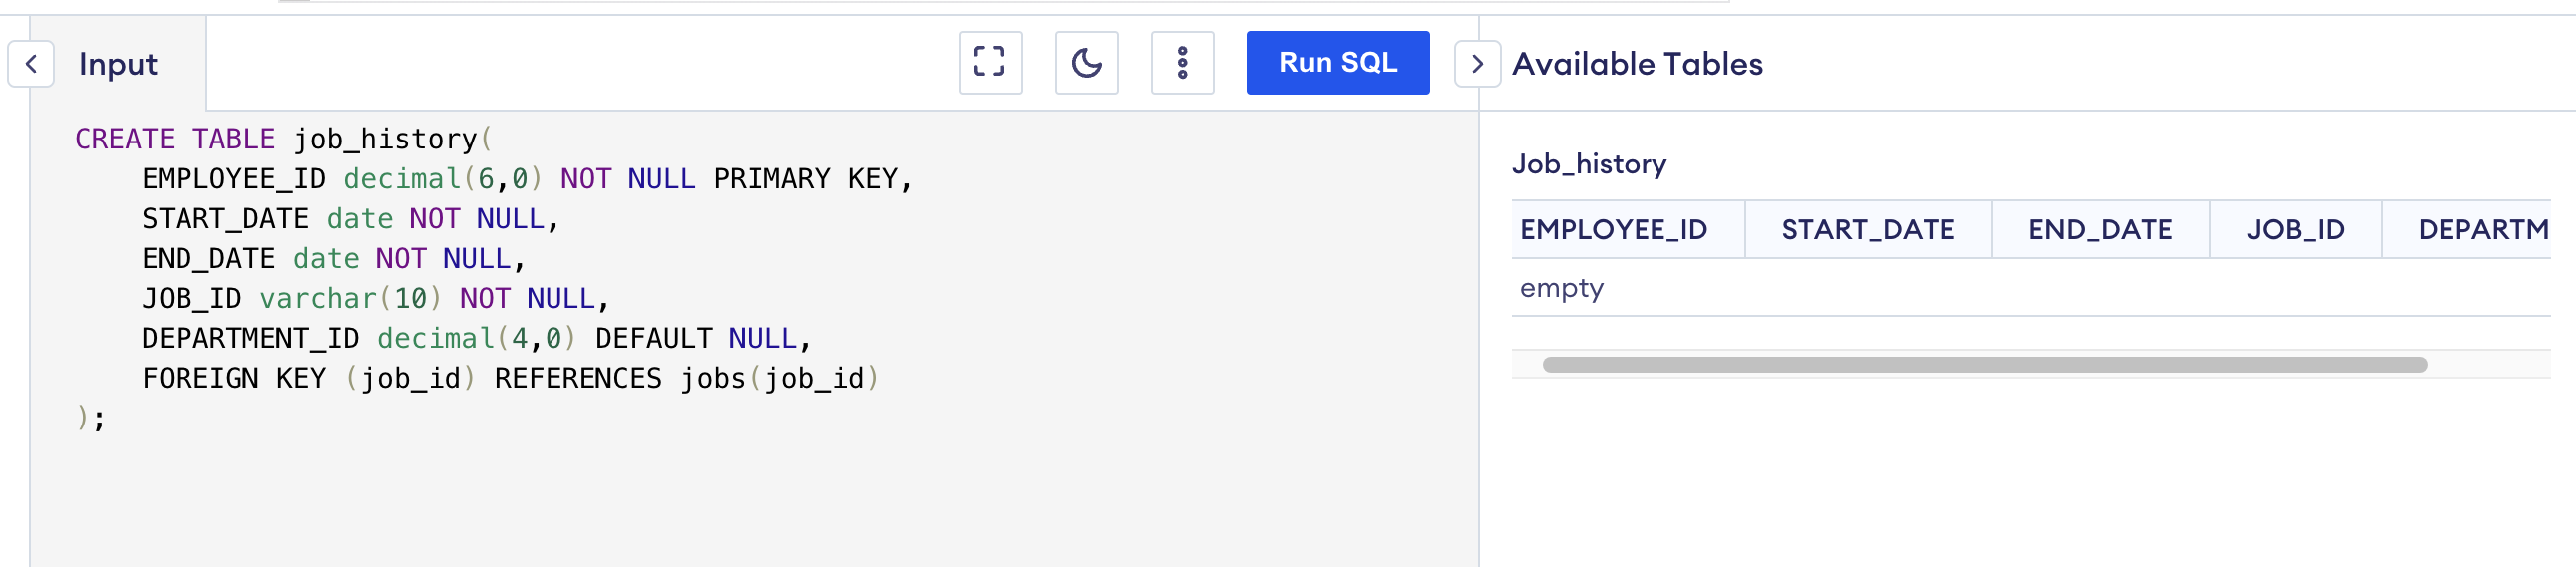 Input
Run SQL
Available Tables
CREATE TABLE job_history(
    EMPLOYEE_ID decimal(6,0) NOT NULL PRIMARY KEY,
    START_DATE date NOT NULL,
    END_DATE date NOT NULL,
    JOB_ID varchar(10) NOT NULL,
    DEPARTMENT_ID decimal(4,0) DEFAULT NULL,
    FOREIGN KEY (job_id) REFERENCES jobs(job_id)
);
Job_history
EMPLOYEE_ID START_DATE END_DATE JOB_ID DEPARTM
empty